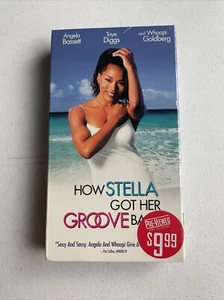 Angela Bassett
Taye Diggs
and Whoopi Goldberg
HOW STELLA
GOT HER
GROOVE BA
PRE-VIEWED
$9.99
"Sexy And Sassy. Angela And Whoopi Give A